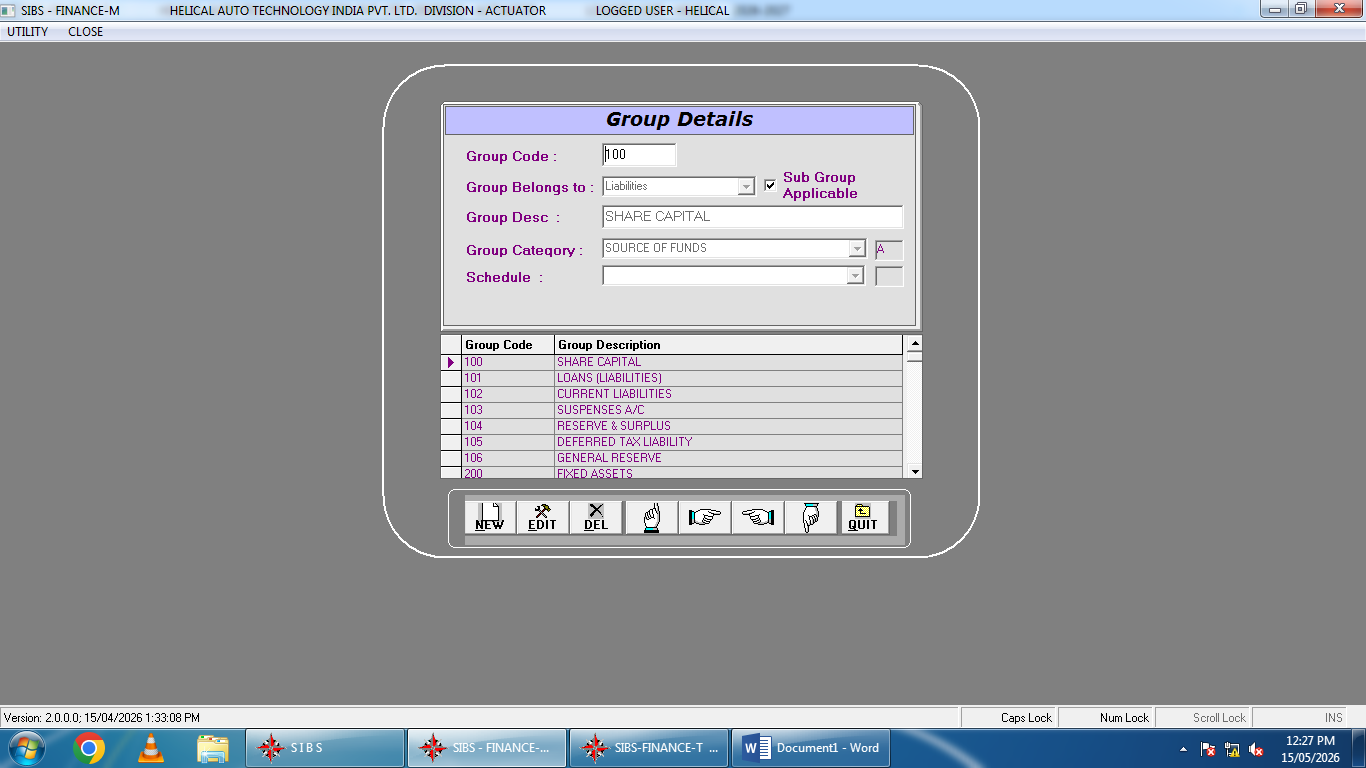 SIBS - FINANCE-M HELICAL AUTO TECHNOLOGY INDIA PVT. LTD. DIVISION - ACTUATOR LOGGED USER - HELICAL
UTILITY CLOSE
Group Details
Group Code : 100
Group Belongs to : Liabilities Sub Group Applicable
Group Desc : SHARE CAPITAL
Group Category : SOURCE OF FUNDS A
Schedule :
Group Code Group Description
100 SHARE CAPITAL
101 LOANS (LIABILITIES)
102 CURRENT LIABILITIES
103 SUSPENSES A/C
104 RESERVE & SURPLUS
105 DEFERRED TAX LIABILITY
106 GENERAL RESERVE
200 FIXED ASSETS
NEW EDIT DEL QUIT
Version: 2.0.0.0; 15/04/2026 1:33:08 PM Caps Lock Num Lock Scroll Lock INS
S I B S SIBS - FINANCE-... SIBS-FINANCE-T ... Document1 - Word 12:27 PM
15/05/2026